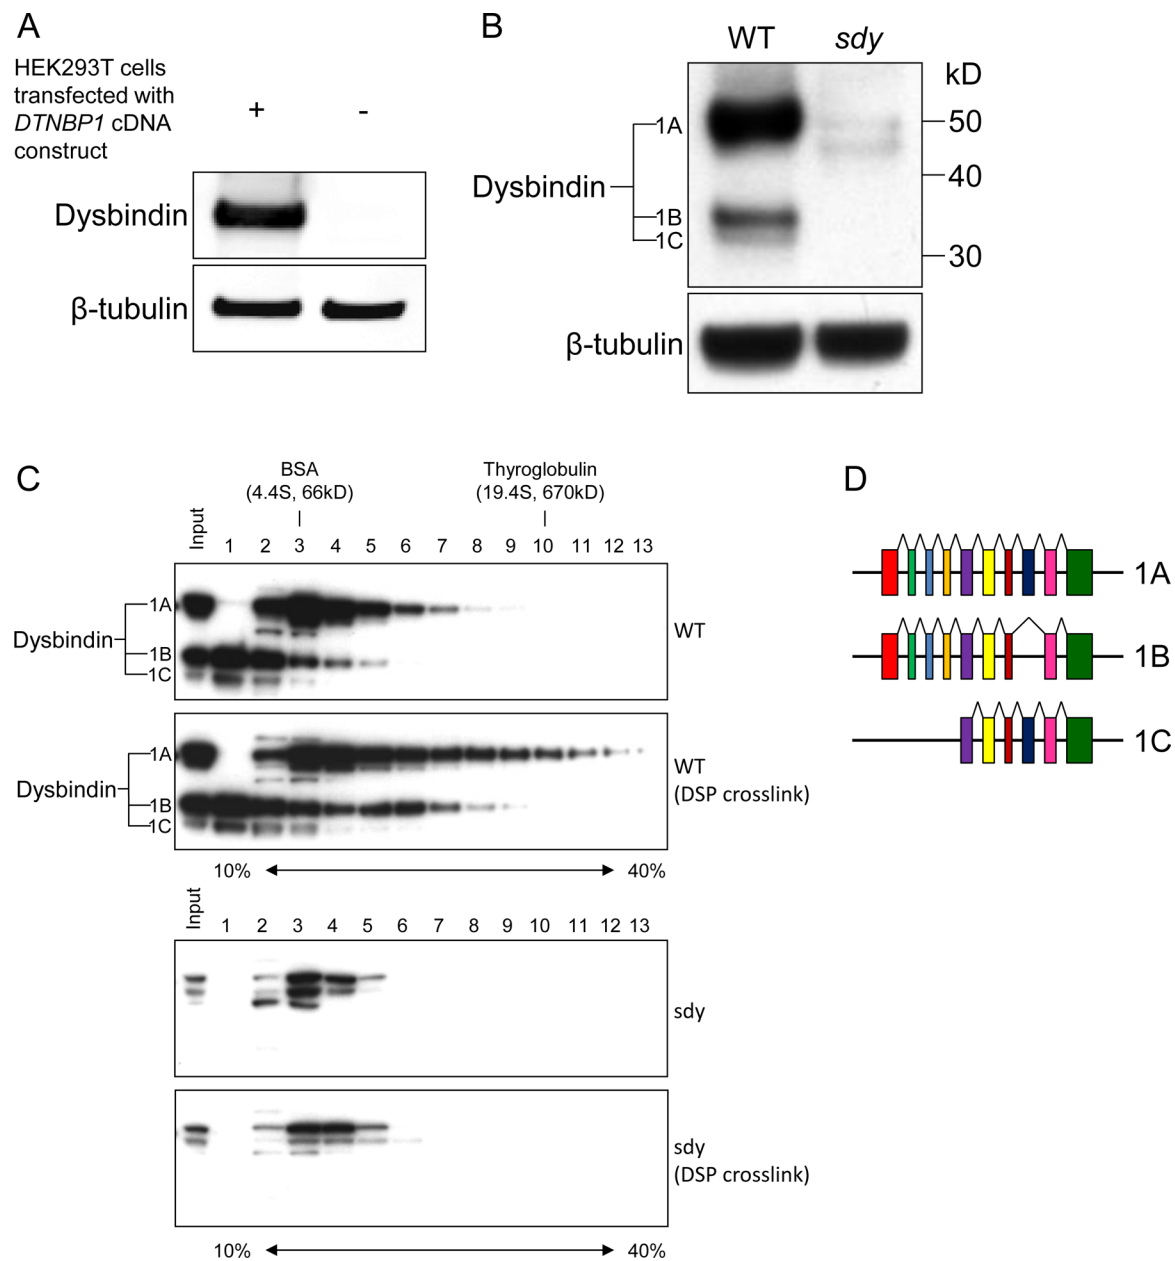 A
HEK293T cells
transfected with
DTNBP1 cDNA
construct
+ -
Dysbindin
β-tubulin
B
WT sdy
kD
Dysbindin
1A
1B
1C
50
40
30
β-tubulin
C
BSA
(4.4S, 66kD)
Thyroglobulin
(19.4S, 670kD)
Input 1 2 3 4 5 6 7 8 9 10 11 12 13
Dysbindin
1A
1B
1C
WT
Dysbindin
1A
1B
1C
WT
(DSP crosslink)
10% 40%
Input 1 2 3 4 5 6 7 8 9 10 11 12 13
sdy
sdy
(DSP crosslink)
10% 40%
D
1A
1B
1C